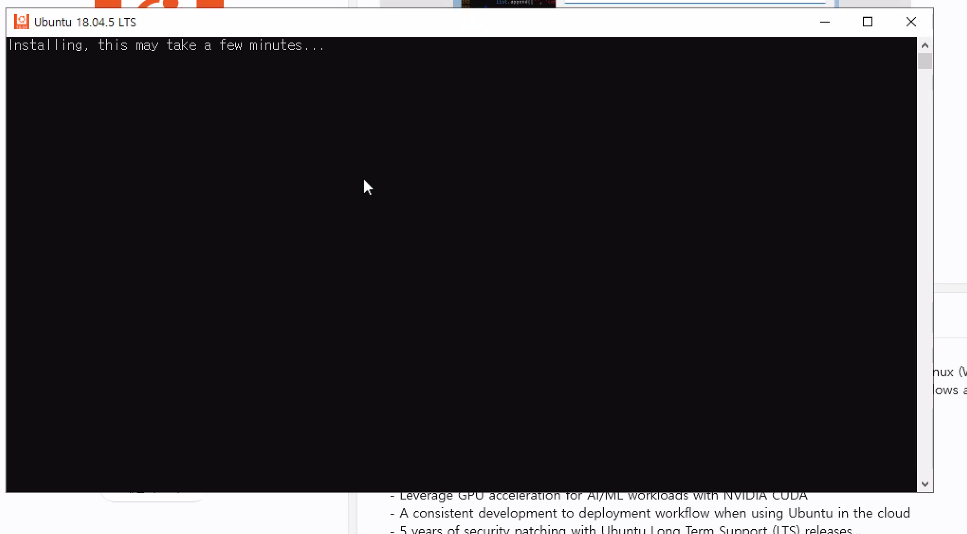 Ubuntu 18.04.5 LTS
Installing, this may take a few minutes...
nux (V
lows a
- Leverage GPU acceleration for AI/ML workloads with NVIDIA CUDA
- A consistent development to deployment workflow when using Ubuntu in the cloud
- 5 years of security patching with Ubuntu Long Term Support (LTS) releases